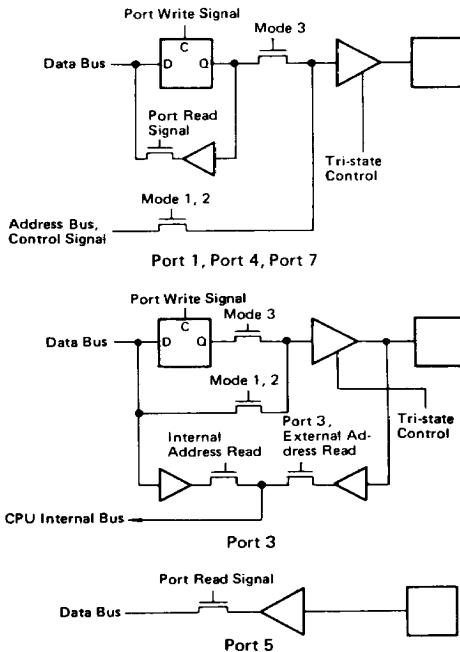 Port Write Signal
Mode 3
C
Data Bus
D
Q
Port Read
Signal
Tri-state
Control
Mode 1, 2
Address Bus,
Control Signal
Port 1, Port 4, Port 7
Port Write Signal
Mode 3
C
Data Bus
D
Q
Mode 1, 2
Tri-state
Control
Port 3,
External Ad-
dress Read
Internal
Address Read
CPU Internal Bus
Port 3
Port Read Signal
Data Bus
Port 5